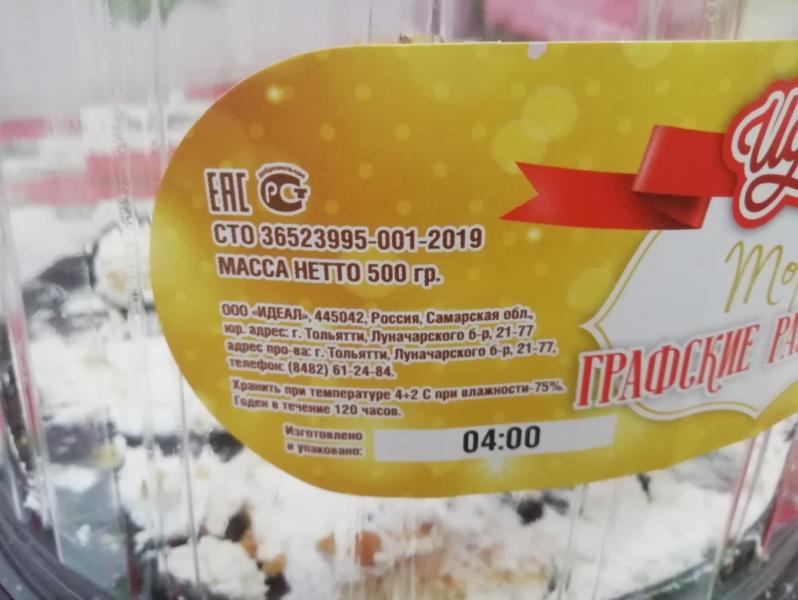 ЕАС РСТ
СТО 36523995-001-2019
МАССА НЕТТО 500 гр.
ООО «ИДЕАЛ», 445042, Россия, Самарская обл.,
юр. адрес: г. Тольятти, Луначарского б-р, 21-77
адрес про-ва: г. Тольятти, Луначарского б-р, 21-77,
телефон: (8482) 61-24-84.
Хранить при температуре 4+2 С при влажности-75%.
Годен в течение 120 часов.
Изготовлено
и упаковано:
04:00
ГРАФСКИЕ